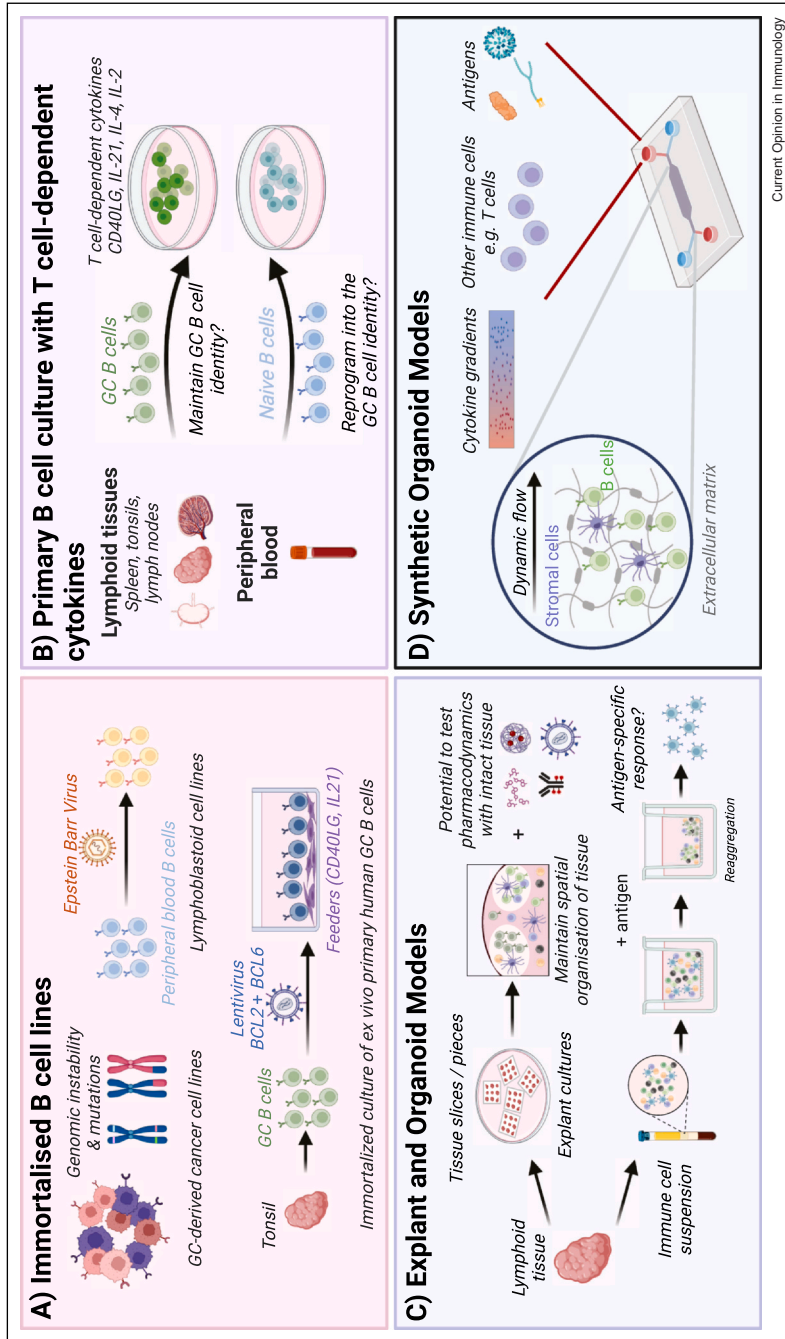 A) Immortalised B cell lines
Genomic instability
& mutations
GC-derived cancer cell lines
Epstein Barr Virus
Peripheral blood B cells
Lymphoblastoid cell lines
Tonsil
GC B cells
Lentivirus
BCL2 + BCL6
Feeders (CD40LG, IL21)
Immortalized culture of ex vivo primary human GC B cells
B) Primary B cell culture with T cell-dependent
cytokines
Lymphoid tissues
Spleen, tonsils,
lymph nodes
Peripheral
blood
GC B cells
Maintain GC B cell
identity?
Naive B cells
Reprogram into the
GC B cell identity?
T cell-dependent cytokines
CD40LG, IL-21, IL-4, IL-2
C) Explant and Organoid Models
Lymphoid
tissue
Tissue slices / pieces
Explant cultures
Maintain spatial
organisation of tissue
Potential to test
pharmacodynamics
with intact tissue
+
Immune cell
suspension
+ antigen
Reaggregation
Antigen-specific
response?
D) Synthetic Organoid Models
Dynamic flow
Stromal cells
B cells
Extracellular matrix
Cytokine gradients
Other immune cells
e.g. T cells
Antigens
Current Opinion in Immunology